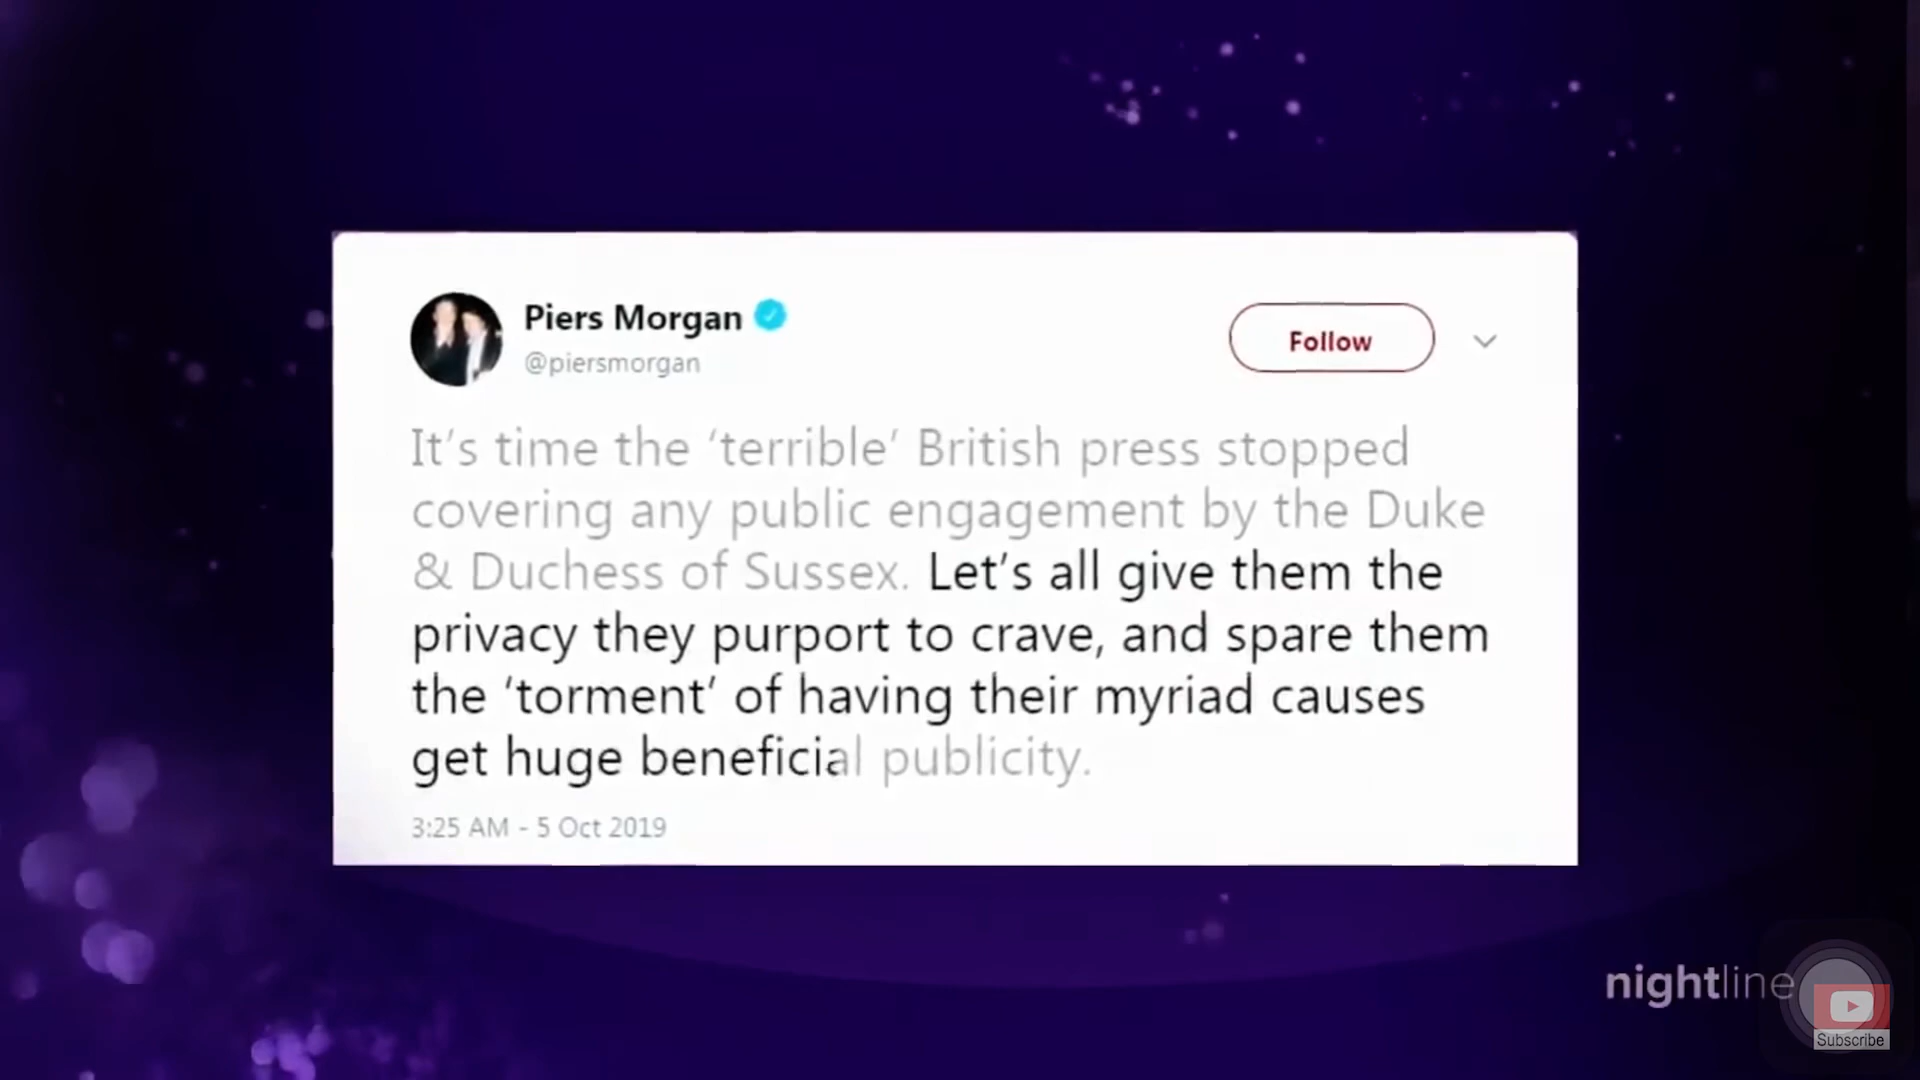 Piers Morgan
@piersmorgan
Follow
It’s time the ‘terrible’ British press stopped
covering any public engagement by the Duke
& Duchess of Sussex. Let’s all give them the
privacy they purport to crave, and spare them
the ‘torment’ of having their myriad causes
get huge beneficial publicity.
3:25 AM - 5 Oct 2019
nightline
Subscribe